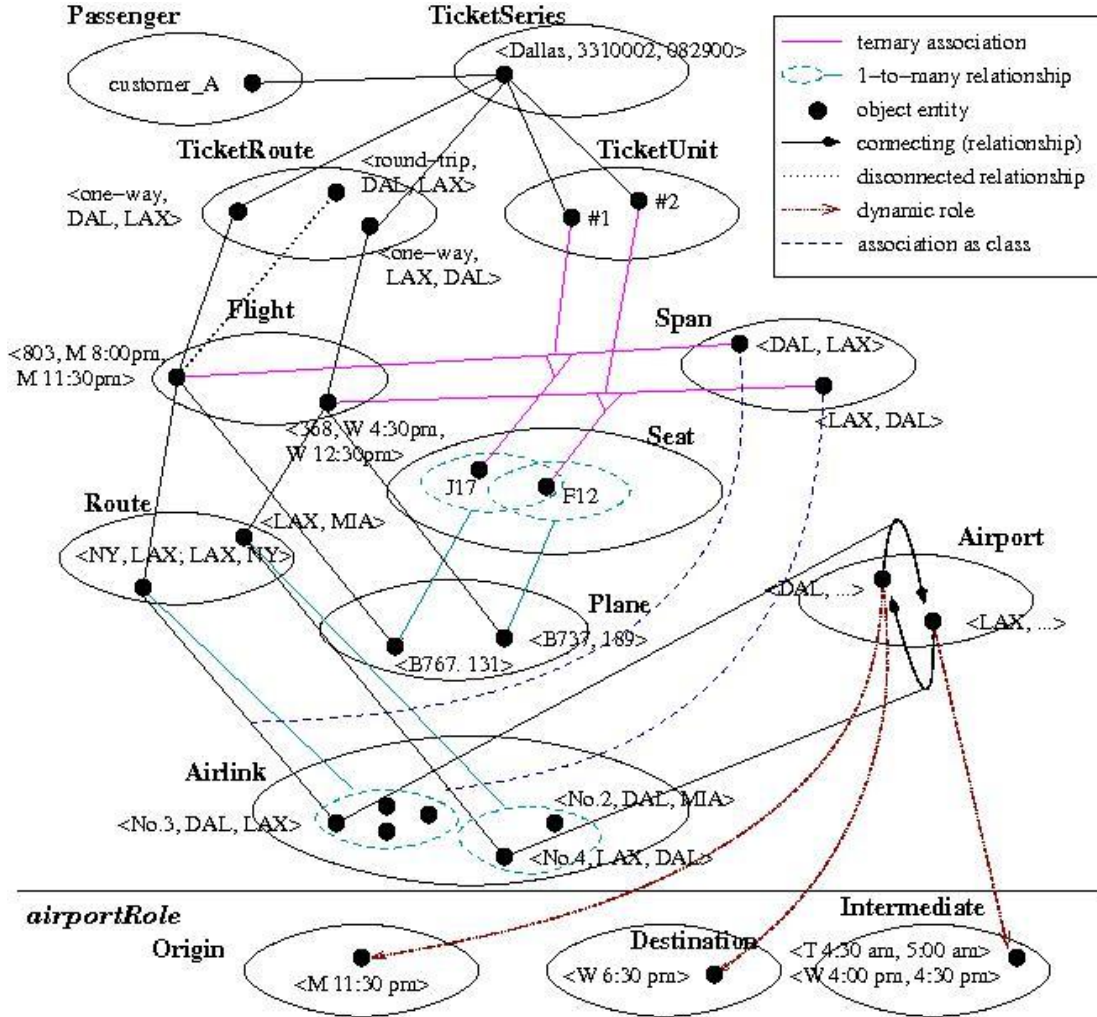 Passenger
TicketSeries
<Dallas, 3310002, 082900>
customer_A
ternary association
1-to-many relationship
object entity
connecting (relationship)
disconnected relationship
dynamic role
association as class
TicketRoute
<round-trip,
DAL, LAX>
TicketUnit
<one-way,
DAL, LAX>
#1
#2
<one-way,
LAX, DAL>
Flight
Span
<803, M 8:00pm,
M 11:30pm>
<DAL, LAX>
<LAX, DAL>
<368, W 4:30pm,
W 12:30pm>
Seat
J17
F12
Route
<LAX, MIA>
<NY, LAX; LAX, NY>
Airport
<DAL, ...>
<LAX, ...>
Plane
<B737, 189>
<B767. 131>
Airlink
<No.2, DAL, MIA>
<No.3, DAL, LAX>
<No.4, LAX, DAL>
airportRole
Origin
<M 11:30 pm>
Destination
<W 6:30 pm>
Intermediate
<T 4:30 am, 5:00 am>
<W 4:00 pm, 4:30 pm>